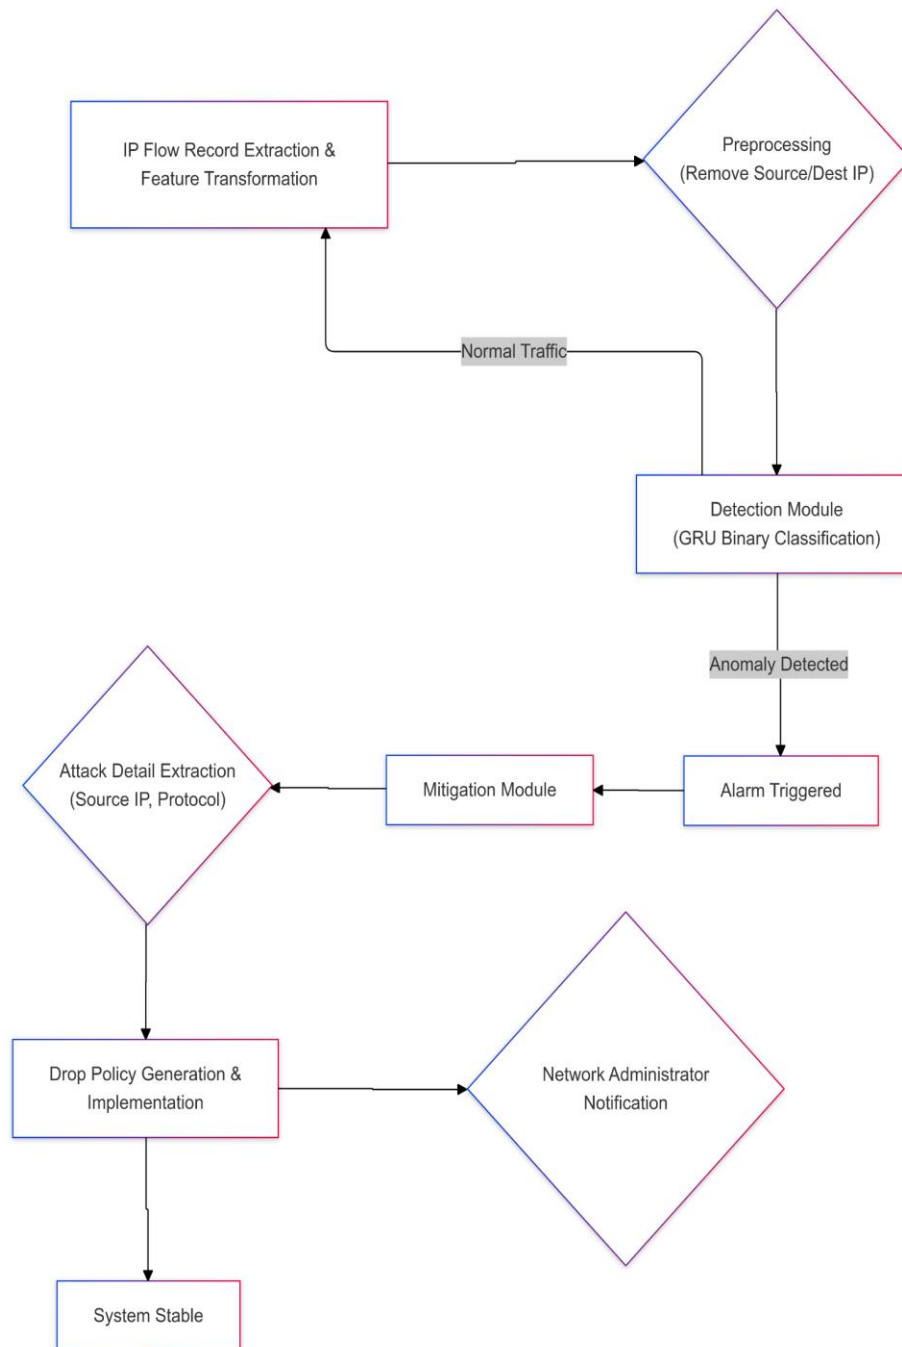 IP Flow Record Extraction &
Feature Transformation
Preprocessing
(Remove Source/Dest IP)
Normal Traffic
Detection Module
(GRU Binary Classification)
Anomaly Detected
Attack Detail Extraction
(Source IP, Protocol)
Mitigation Module
Alarm Triggered
Drop Policy Generation &
Implementation
Network Administrator
Notification
System Stable